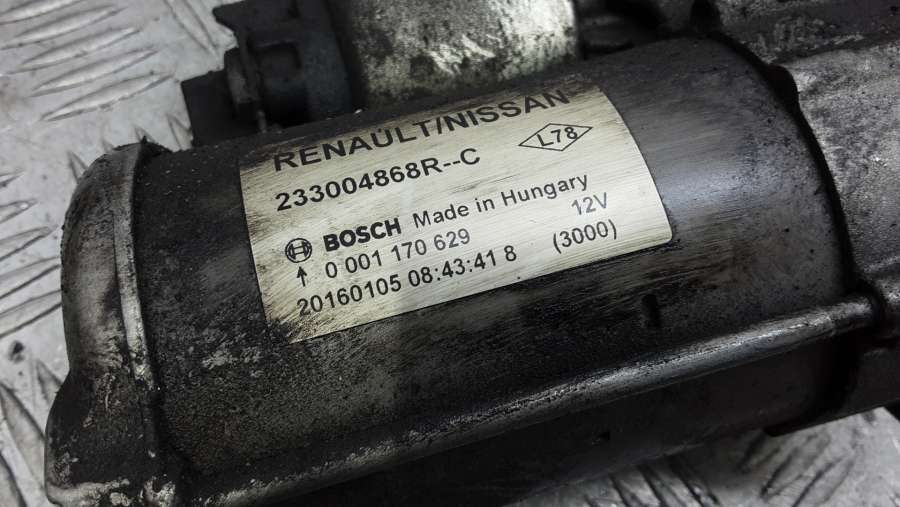 RENAULT/NISSAN
L78
233004868R--C
BOSCH Made in Hungary
0 001 170 629 12V
20160105 08:43:41 8 (3000)